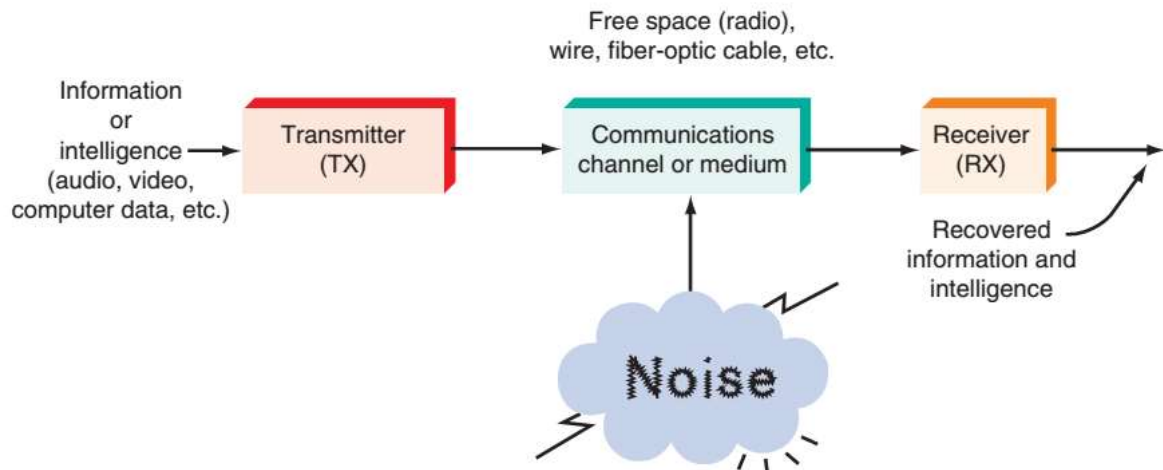 Free space (radio),
wire, fiber-optic cable, etc.
Information
or
intelligence
(audio, video,
computer data, etc.)
Transmitter
(TX)
Communications
channel or medium
Receiver
(RX)
Recovered
information and
intelligence
Noise